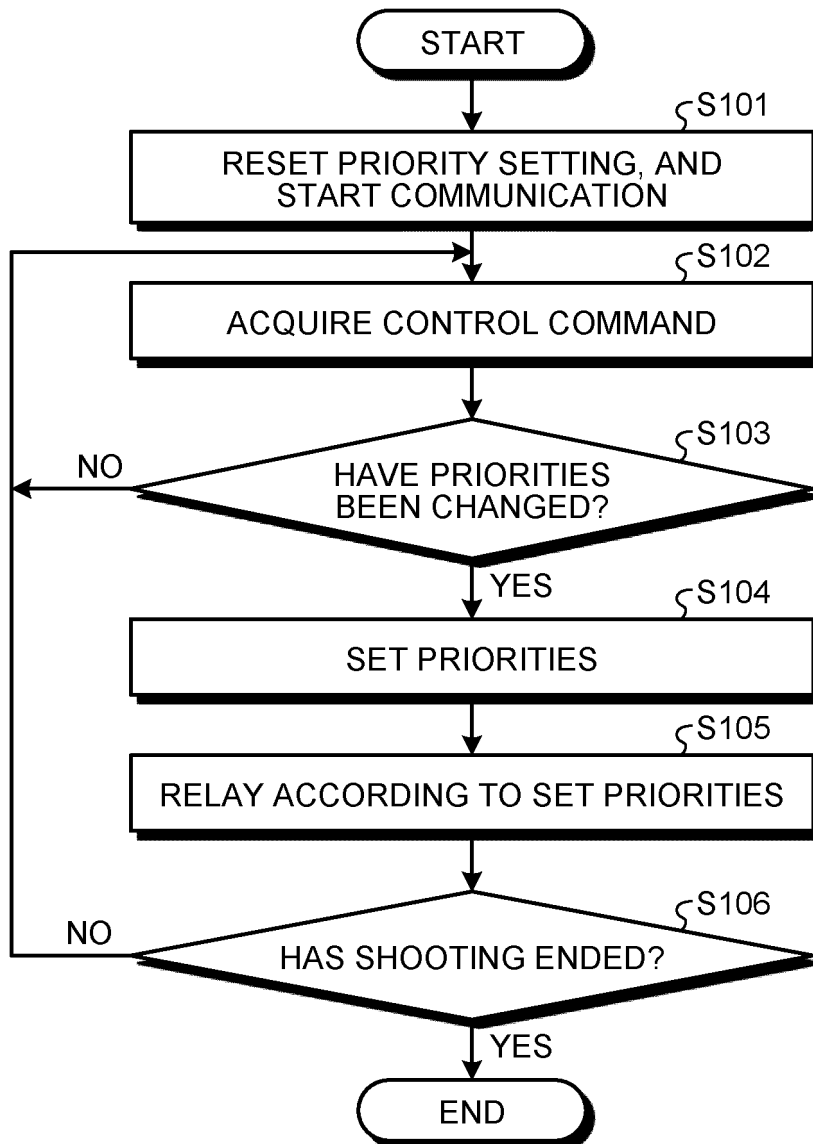 START
S101
RESET PRIORITY SETTING, AND
START COMMUNICATION
S102
ACQUIRE CONTROL COMMAND
S103
NO
HAVE PRIORITIES
BEEN CHANGED?
YES
S104
SET PRIORITIES
S105
RELAY ACCORDING TO SET PRIORITIES
S106
NO
HAS SHOOTING ENDED?
YES
END